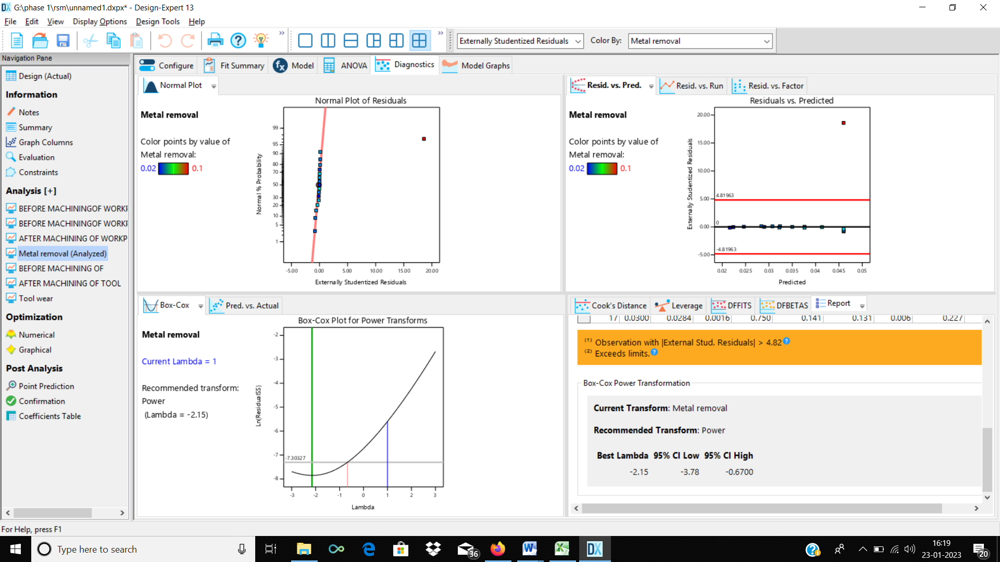 G:\phase 1\rsm\unnamed1.dxpx* - Design-Expert 13
File Edit View Display Options Design Tools Help
Externally Studentized Residuals Color By: Metal removal
Navigation Pane
Design (Actual)
Information
Notes
Summary
Graph Columns
Evaluation
Constraints
Analysis [+]
BEFORE MACHININGOF WORKP
BEFORE MACHININGOF WORKP
AFTER MACHINING OF WORKP
Metal removal (Analyzed)
BEFORE MACHINING OF
AFTER MACHINING OF TOOL
Tool wear
Optimization
Numerical
Graphical
Post Analysis
Point Prediction
Confirmation
Coefficients Table
Configure Fit Summary Model ANOVA Diagnostics Model Graphs
Normal Plot
Normal Plot of Residuals
Metal removal
Color points by value of
Metal removal:
0.02 0.1
Normal % Probability
99
95
90
80
70
50
30
20
10
5
1
-5.00 0.00 5.00 10.00 15.00 20.00
Externally Studentized Residuals
Resid. vs. Pred. Resid. vs. Run Resid. vs. Factor
Residuals vs. Predicted
Metal removal
Color points by value of
Metal removal:
0.02 0.1
Externally Studentized Residuals
20.00
15.00
10.00
5.00
0.00
-5.00
4.81963
0
-4.81963
0.02 0.025 0.03 0.035 0.04 0.045 0.05
Predicted
Box-Cox Pred. vs. Actual
Box-Cox Plot for Power Transforms
Metal removal
Current Lambda = 1
Recommended transform:
Power
(Lambda = -2.15)
Ln(ResidualSS)
-2
-3
-4
-5
-6
-7
-8
-7.30327
-3 -2 -1 0 1 2 3
Lambda
Cook's Distance Leverage DFFITS DFBETAS Report
17 0.0300 0.0284 0.0016 0.750 0.141 0.131 0.006 0.227
(1) Observation with |External Stud. Residuals| > 4.82
(2) Exceeds limits.
Box-Cox Power Transformation
Current Transform: Metal removal
Recommended Transform: Power
Best Lambda 95% CI Low 95% CI High
-2.15 -3.78 -0.6700
For Help, press F1
Type here to search
36
16:19
23-01-2023
20